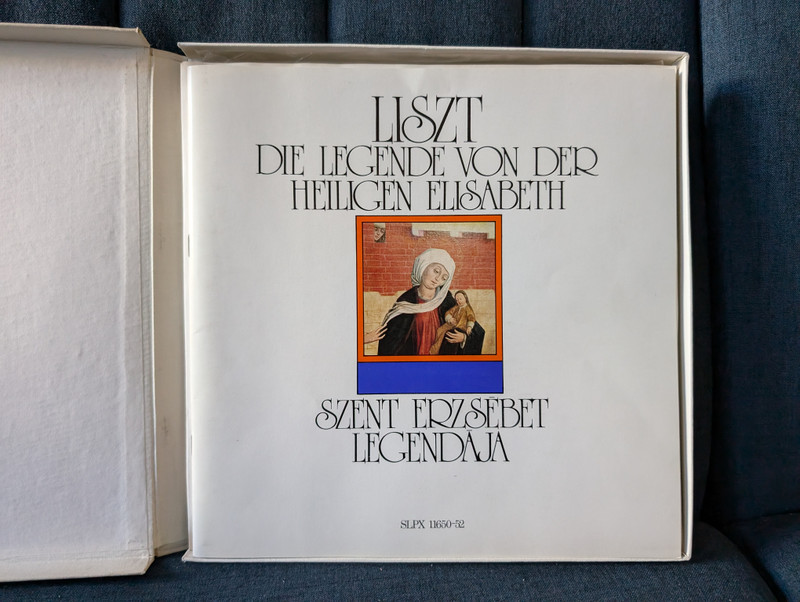 LISZT
DIE LEGENDE VON DER
HEILIGEN ELISABETH
SZENT ERZSÉBET
LEGENDÁJA
SLPX 11650-52